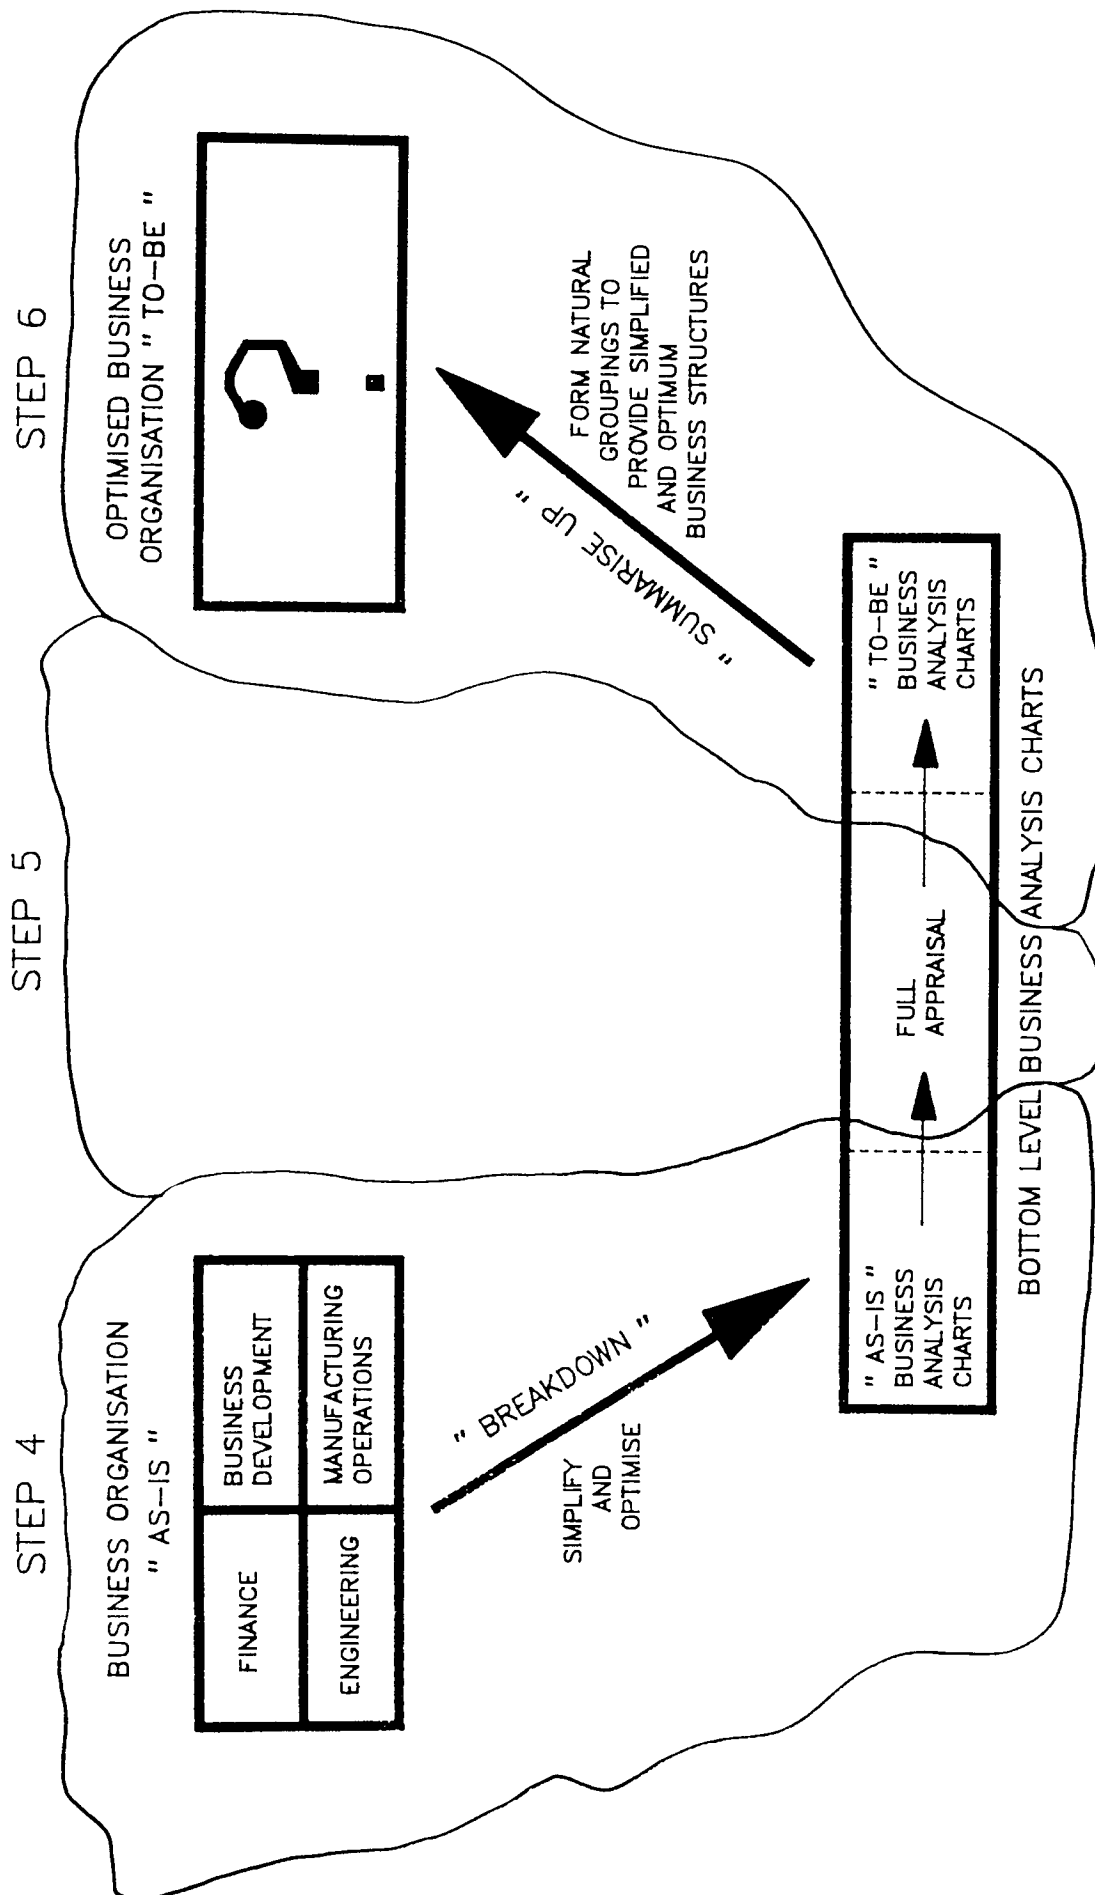 STEP 4
BUSINESS ORGANISATION
" AS-IS "
FINANCE
BUSINESS
DEVELOPMENT
ENGINEERING
MANUFACTURING
OPERATIONS
" BREAKDOWN "
SIMPLIFY
AND
OPTIMISE
STEP 5
" AS-IS "
BUSINESS
ANALYSIS
CHARTS
FULL
APPRAISAL
" TO-BE "
BUSINESS
ANALYSIS
CHARTS
BOTTOM LEVEL BUSINESS ANALYSIS CHARTS
STEP 6
OPTIMISED BUSINESS
ORGANISATION " TO-BE "
?
" SUMMARISE UP "
FORM NATURAL
GROUPINGS TO
PROVIDE SIMPLIFIED
AND OPTIMUM
BUSINESS STRUCTURES